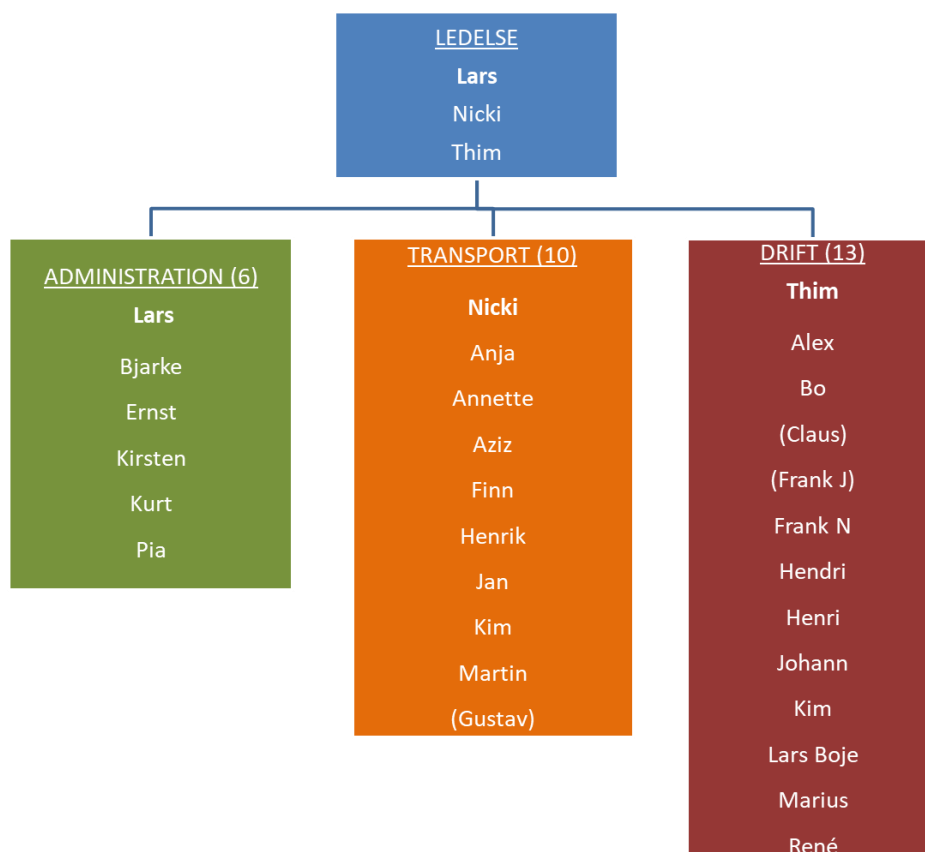 LEDELSE
Lars
Nicki
Thim
ADMINISTRATION (6)
Lars
Bjarke
Ernst
Kirsten
Kurt
Pia
TRANSPORT (10)
Nicki
Anja
Annette
Aziz
Finn
Henrik
Jan
Kim
Martin
(Gustav)
DRIFT (13)
Thim
Alex
Bo
(Claus)
(Frank J)
Frank N
Hendri
Henri
Johann
Kim
Lars Boje
Marius
René